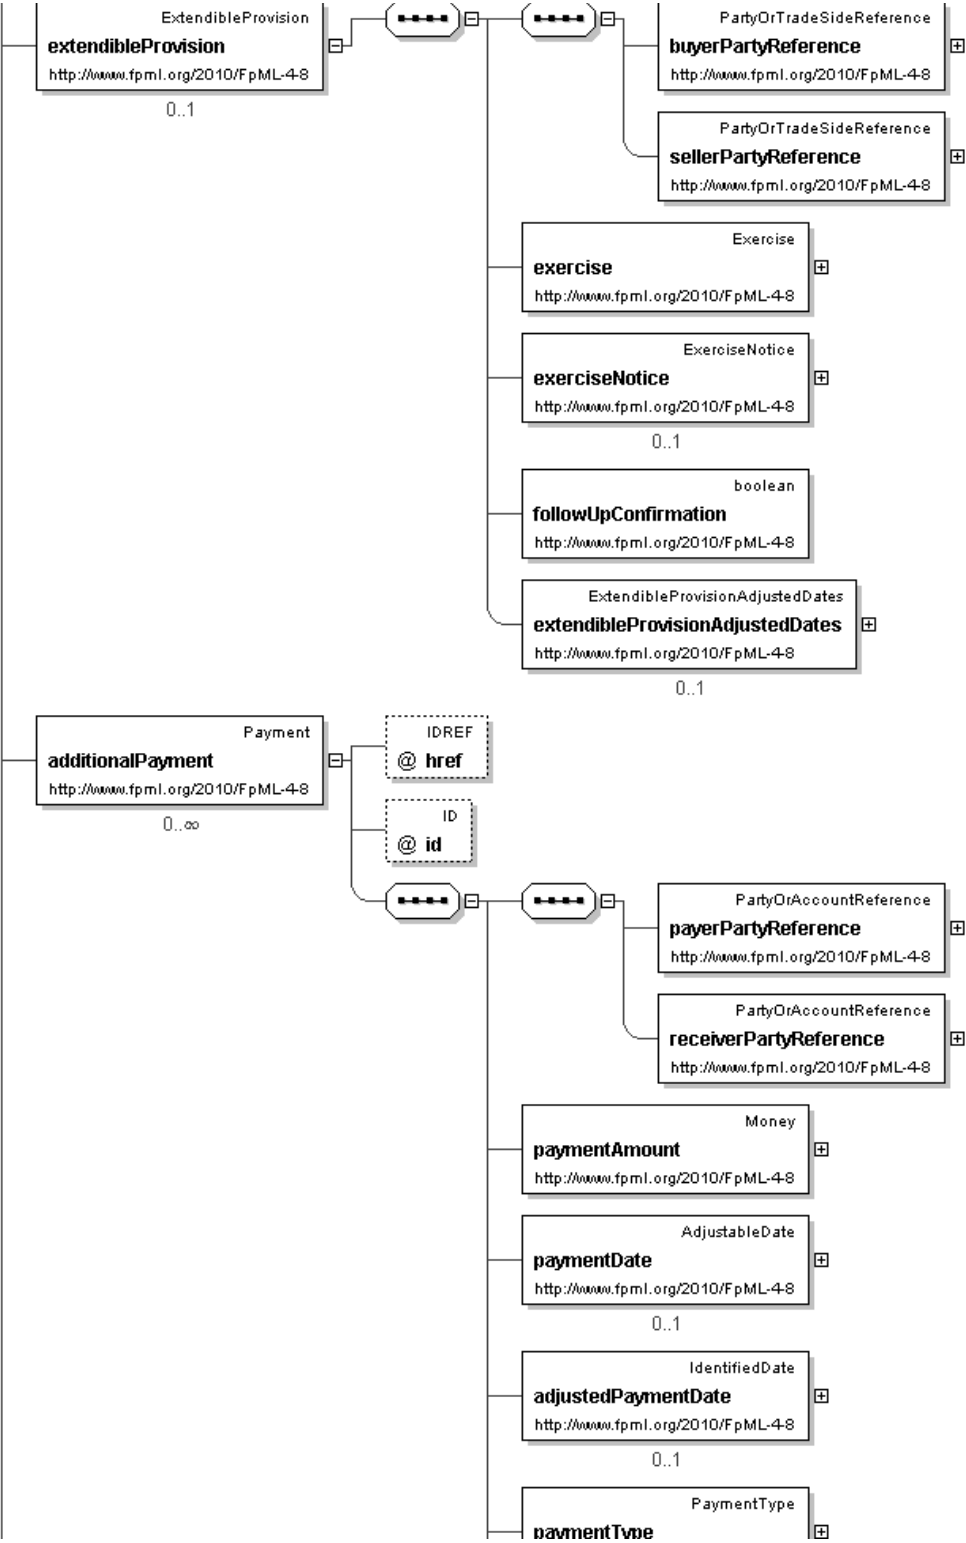 ExtendibleProvision
extendibleProvision
http://www.fpml.org/2010/FpML-4-8
0..1
PartyOrTradeSideReference
buyerPartyReference
http://www.fpml.org/2010/FpML-4-8
PartyOrTradeSideReference
sellerPartyReference
http://www.fpml.org/2010/FpML-4-8
Exercise
exercise
http://www.fpml.org/2010/FpML-4-8
ExerciseNotice
exerciseNotice
http://www.fpml.org/2010/FpML-4-8
0..1
boolean
followUpConfirmation
http://www.fpml.org/2010/FpML-4-8
ExtendibleProvisionAdjustedDates
extendibleProvisionAdjustedDates
http://www.fpml.org/2010/FpML-4-8
0..1
Payment
additionalPayment
http://www.fpml.org/2010/FpML-4-8
0..∞
IDREF
@ href
ID
@ id
PartyOrAccountReference
payerPartyReference
http://www.fpml.org/2010/FpML-4-8
PartyOrAccountReference
receiverPartyReference
http://www.fpml.org/2010/FpML-4-8
Money
paymentAmount
http://www.fpml.org/2010/FpML-4-8
AdjustableDate
paymentDate
http://www.fpml.org/2010/FpML-4-8
0..1
IdentifiedDate
adjustedPaymentDate
http://www.fpml.org/2010/FpML-4-8
0..1
PaymentType
paymentType